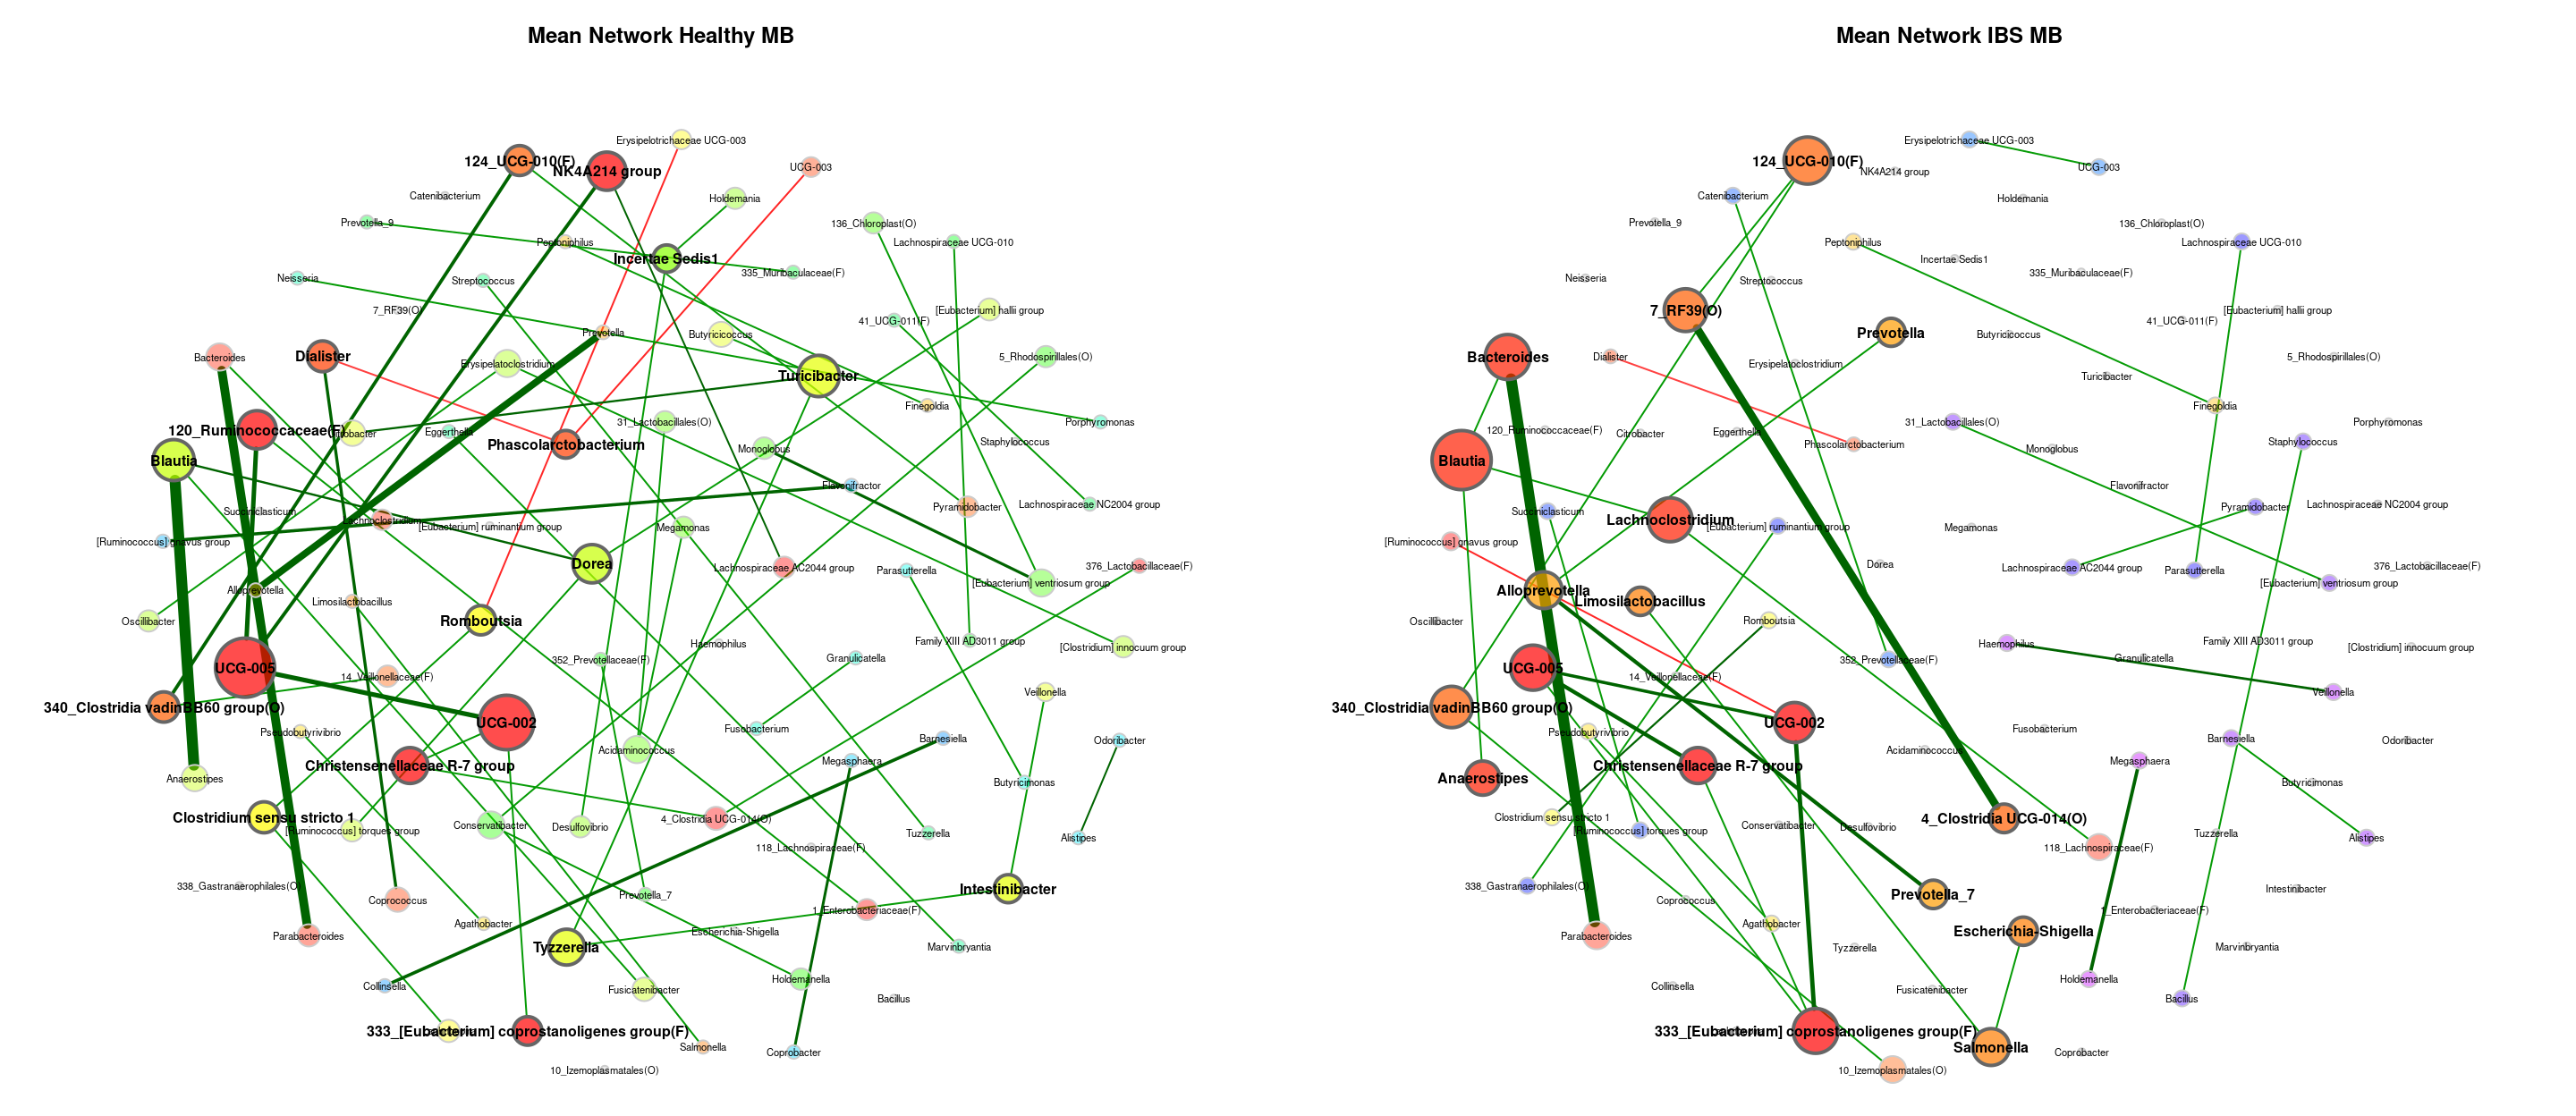 Mean Network Healthy MB
Erysipelotrichaceae UCG-003
124_UCG-010(F)
NK4A214 group
UCG-003
Catenibacterium
Holdemania
Prevotella_9
136_Chloroplast(O)
Peptoniphilus
Lachnospiraceae UCG-010
Incertae Sedis1
335_Muribaculaceae(F)
Neisseria
Streptococcus
7_RF39(O)
[Eubacterium] hallii group
41_UCG-011(F)
Prevotella
Butyricicoccus
Bacteroides
Dialister
5_Rhodospirillales(O)
Erysipelatoclostridium
Turicibacter
Finegoldia
31_Lactobacillales(O)
Porphyromonas
120_Ruminococcaceae(F)
Eggerthella
Phascolarctobacterium
Staphylococcus
Monoglobus
Blautia
Flavonifractor
Pyramidobacter
Lachnospiraceae NC2004 group
Succiniclasticum
Lachnoclostridium
[Eubacterium] ruminantium group
Megamonas
[Ruminococcus] gnavus group
Dorea
Lachnospiraceae AC2044 group
Parasutterella
376_Lactobacillaceae(F)
[Eubacterium] ventriosum group
Alloprevotella
Limosilactobacillus
Oscillibacter
Romboutsia
Haemophilus
Family XIII AD3011 group
[Clostridium] innocuum group
352_Prevotellaceae(F)
Granulicatella
UCG-005
14_Veillonellaceae(F)
Veillonella
340_Clostridia vadinBB60 group(O)
UCG-002
Pseudobutyrivibrio
Fusobacterium
Barnesiella
Odoribacter
Acidaminococcus
Megasphaera
Christensenellaceae R-7 group
Anaerostipes
Butyricimonas
Clostridium sensu stricto 1
[Ruminococcus] torques group
Conservatibacter
Desulfovibrio
4_Clostridia UCG-014(O)
Tuzzerella
Alistipes
118_Lachnospiraceae(F)
338_Gastranaerophilales(O)
Intestinibacter
Prevotella_7
Coprococcus
1_Enterobacteriaceae(F)
Agathobacter
Escherichia-Shigella
Parabacteroides
Tyzzerella
Marvinbryantia
Holdemanella
Collinsella
Fusicatenibacter
Bacillus
333_[Eubacterium] coprostanoligenes group(F)
Salmonella
Coprobacter
10_Izemoplasmatales(O)
Mean Network IBS MB
Erysipelotrichaceae UCG-003
124_UCG-010(F)
NK4A214 group
UCG-003
Catenibacterium
Holdemania
Prevotella_9
136_Chloroplast(O)
Peptoniphilus
Lachnospiraceae UCG-010
Incertae Sedis1
335_Muribaculaceae(F)
Neisseria
Streptococcus
7_RF39(O)
[Eubacterium] hallii group
41_UCG-011(F)
Prevotella
Butyricicoccus
Bacteroides
Dialister
5_Rhodospirillales(O)
Erysipelatoclostridium
Turicibacter
Finegoldia
31_Lactobacillales(O)
Porphyromonas
120_Ruminococcaceae(F)
Citrobacter
Eggerthella
Phascolarctobacterium
Staphylococcus
Monoglobus
Blautia
Flavonifractor
Pyramidobacter
Lachnospiraceae NC2004 group
Succiniclasticum
Lachnoclostridium
[Eubacterium] ruminantium group
Megamonas
[Ruminococcus] gnavus group
Dorea
Lachnospiraceae AC2044 group
Parasutterella
376_Lactobacillaceae(F)
[Eubacterium] ventriosum group
Alloprevotella
Limosilactobacillus
Oscillibacter
Romboutsia
Haemophilus
Family XIII AD3011 group
[Clostridium] innocuum group
352_Prevotellaceae(F)
Granulicatella
UCG-005
14_Veillonellaceae(F)
Veillonella
340_Clostridia vadinBB60 group(O)
UCG-002
Pseudobutyrivibrio
Fusobacterium
Barnesiella
Odoribacter
Acidaminococcus
Megasphaera
Christensenellaceae R-7 group
Anaerostipes
Butyricimonas
Clostridium sensu stricto 1
[Ruminococcus] torques group
Conservatibacter
Desulfovibrio
4_Clostridia UCG-014(O)
Tuzzerella
Alistipes
118_Lachnospiraceae(F)
338_Gastranaerophilales(O)
Intestinibacter
Prevotella_7
Coprococcus
1_Enterobacteriaceae(F)
Agathobacter
Escherichia-Shigella
Parabacteroides
Tyzzerella
Marvinbryantia
Holdemanella
Collinsella
Fusicatenibacter
Bacillus
333_[Eubacterium] coprostanoligenes group(F)
Salmonella
Coprobacter
10_Izemoplasmatales(O)